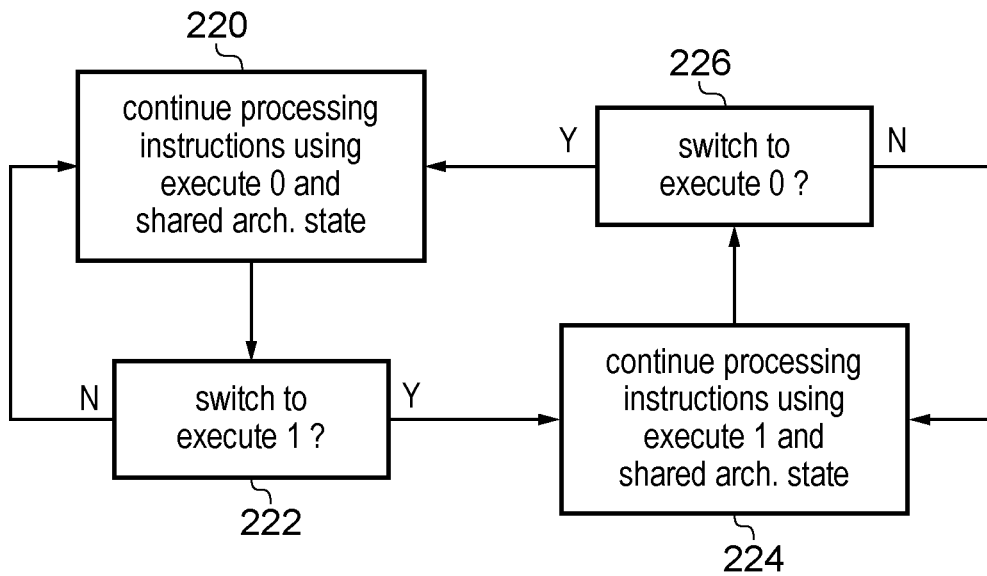 220
continue processing
instructions using
execute 0 and
shared arch. state
226
Y
switch to
execute 0 ?
N
N
switch to
execute 1 ?
Y
222
continue processing
instructions using
execute 1 and
shared arch. state
224